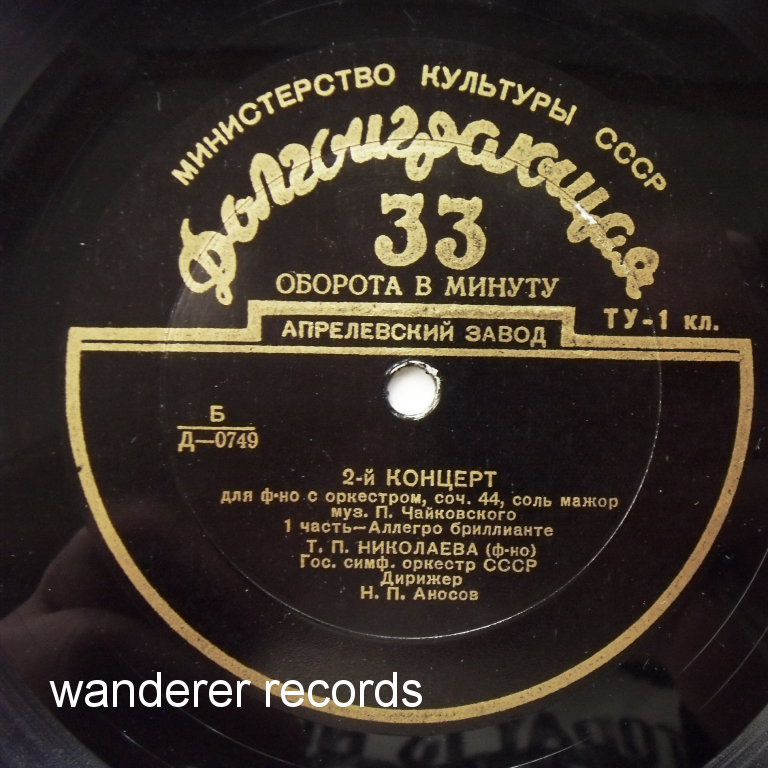 МИНИСТЕРСТВО КУЛЬТУРЫ СССР
Долгоиграющая
33
ОБОРОТА В МИНУТУ
ТУ-1 кл.
АПРЕЛЕВСКИЙ ЗАВОД
Б
Д—0749
2-й КОНЦЕРТ
для ф-но с оркестром, соч. 44, соль мажор
муз. П. Чайковского
1 часть—Аллегро бриллианте
Т. П. НИКОЛАЕВА (ф-но)
Гос. симф. оркестр СССР
Дирижер
Н. П. Аносов
wanderer records